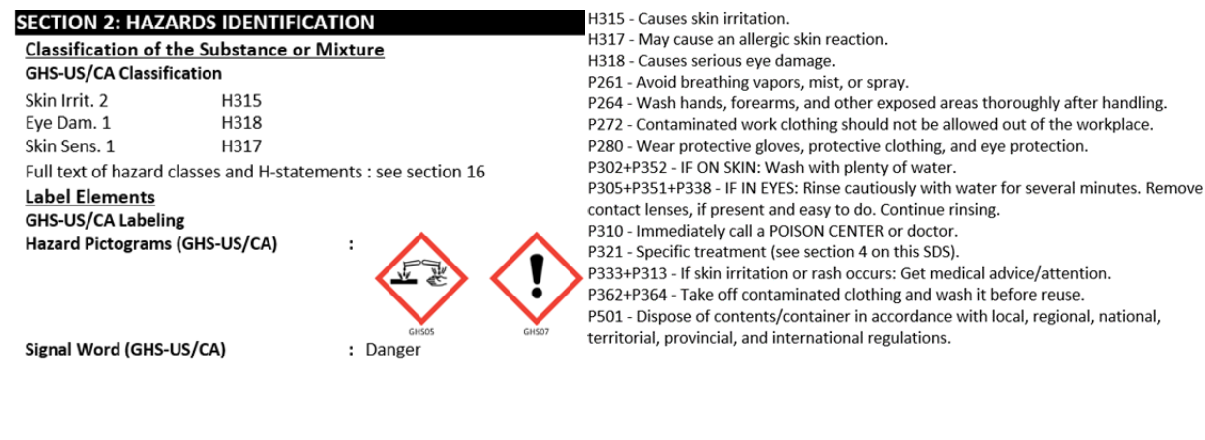 SECTION 2: HAZARDS IDENTIFICATION
Classification of the Substance or Mixture
GHS-US/CA Classification
Skin Irrit. 2 H315
Eye Dam. 1 H318
Skin Sens. 1 H317
Full text of hazard classes and H-statements : see section 16
Label Elements
GHS-US/CA Labeling
Hazard Pictograms (GHS-US/CA) :
GHS05 GHS07
Signal Word (GHS-US/CA) : Danger
H315 - Causes skin irritation.
H317 - May cause an allergic skin reaction.
H318 - Causes serious eye damage.
P261 - Avoid breathing vapors, mist, or spray.
P264 - Wash hands, forearms, and other exposed areas thoroughly after handling.
P272 - Contaminated work clothing should not be allowed out of the workplace.
P280 - Wear protective gloves, protective clothing, and eye protection.
P302+P352 - IF ON SKIN: Wash with plenty of water.
P305+P351+P338 - IF IN EYES: Rinse cautiously with water for several minutes. Remove
contact lenses, if present and easy to do. Continue rinsing.
P310 - Immediately call a POISON CENTER or doctor.
P321 - Specific treatment (see section 4 on this SDS).
P333+P313 - If skin irritation or rash occurs: Get medical advice/attention.
P362+P364 - Take off contaminated clothing and wash it before reuse.
P501 - Dispose of contents/container in accordance with local, regional, national,
territorial, provincial, and international regulations.